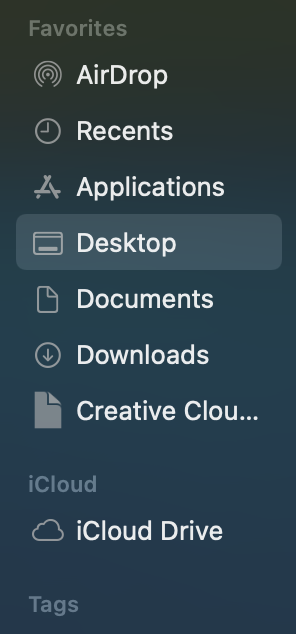 Favorites
AirDrop
Recents
Applications
Desktop
Documents
Downloads
Creative Clou...
iCloud
iCloud Drive
Tags